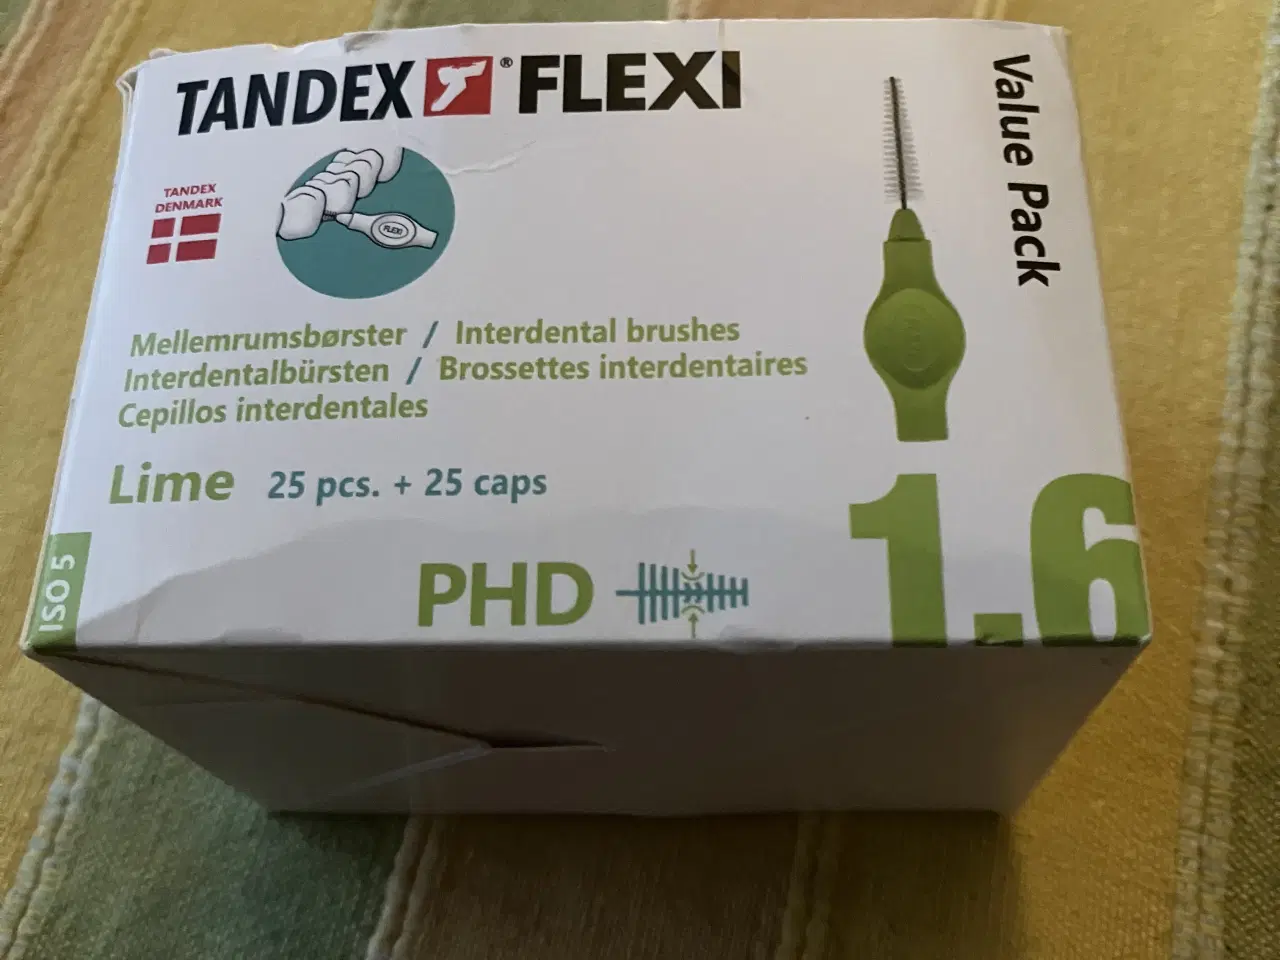 TANDEX ® FLEXI
Value Pack
TANDEX
DENMARK
FLEXI
Mellemrumsbørster / Interdental brushes
Interdentalbürsten / Brossettes interdentaires
Cepillos interdentales
Lime 25 pcs. + 25 caps
ISO 5
PHD
1.6